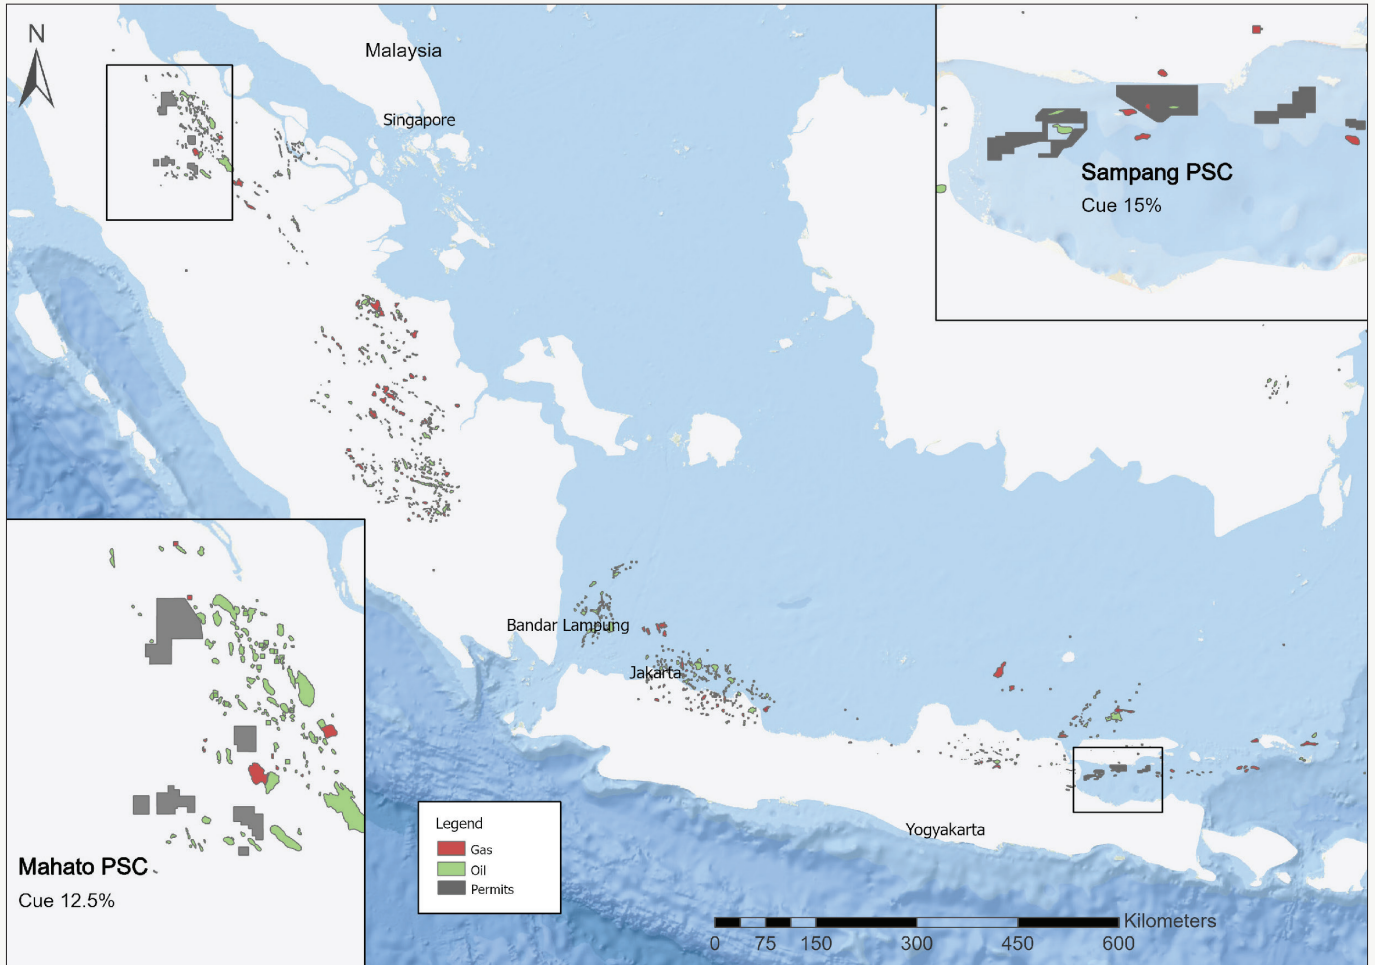 N
Malaysia
Singapore
Sampang PSC
Cue 15%
Bandar Lampung
Jakarta
Yogyakarta
Mahato PSC
Cue 12.5%
Legend
Gas
Oil
Permits
Kilometers
0 75 150 300 450 600